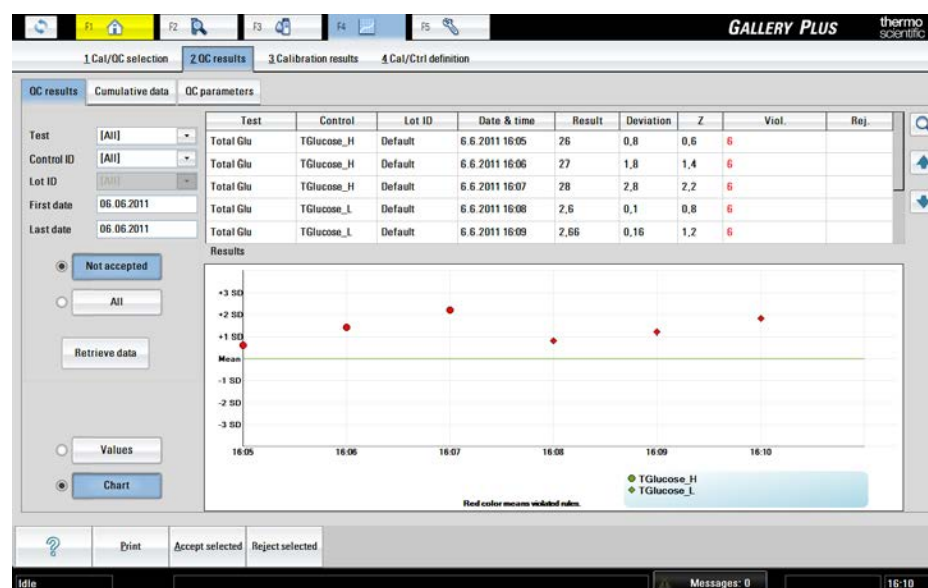 F1 F2 F3 F4 F5 GALLERY PLUS thermo scientific
1 Cal/QC selection 2 QC results 3 Calibration results 4 Cal/Ctrl definition
QC results Cumulative data QC parameters
Test [All]
Control ID [All]
Lot ID [All]
First date 06.06.2011
Last date 06.06.2011
Not accepted
All
Retrieve data
Values
Chart
Test Control Lot ID Date & time Result Deviation Z Viol. Rej.
Total Glu TGlucose_H Default 6.6.2011 16:05 26 0,8 0,6 6
Total Glu TGlucose_H Default 6.6.2011 16:06 27 1,8 1,4 6
Total Glu TGlucose_H Default 6.6.2011 16:07 28 2,8 2,2 6
Total Glu TGlucose_L Default 6.6.2011 16:08 2,6 0,1 0,8 6
Total Glu TGlucose_L Default 6.6.2011 16:09 2,66 0,16 1,2 6
Results
+3 SD
+2 SD
+1 SD
Mean
-1 SD
-2 SD
-3 SD
16:05 16:06 16:07 16:08 16:09 16:10
TGlucose_H
TGlucose_L
Red color means violated rules.
? Print Accept selected Reject selected
Idle Messages: 0 16:10